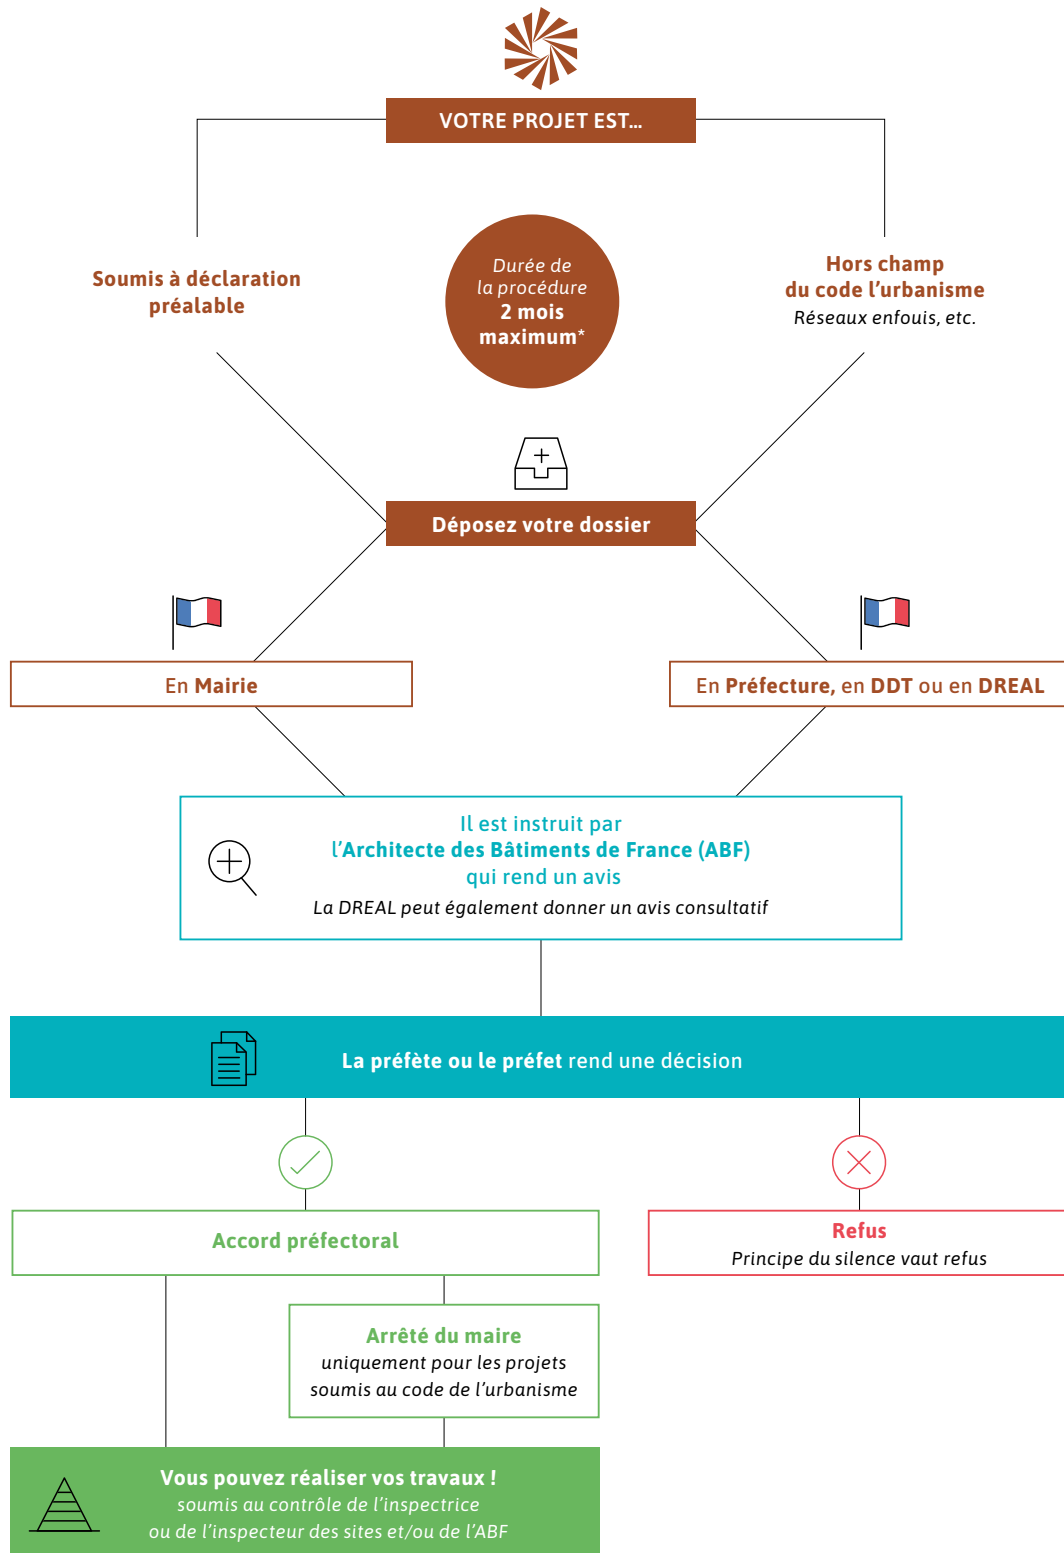 VOTRE PROJET EST...
Soumis à déclaration
préalable
Durée de
la procédure
2 mois
maximum*
Hors champ
du code l'urbanisme
Réseaux enfouis, etc.
Déposez votre dossier
En Mairie
En Préfecture, en DDT ou en DREAL
Il est instruit par
l'Architecte des Bâtiments de France (ABF)
qui rend un avis
La DREAL peut également donner un avis consultatif
La préfète ou le préfet rend une décision
Accord préfectoral
Refus
Principe du silence vaut refus
Arrêté du maire
uniquement pour les projets
soumis au code de l'urbanisme
Vous pouvez réaliser vos travaux !
soumis au contrôle de l'inspectrice
ou de l'inspecteur des sites et/ou de l'ABF